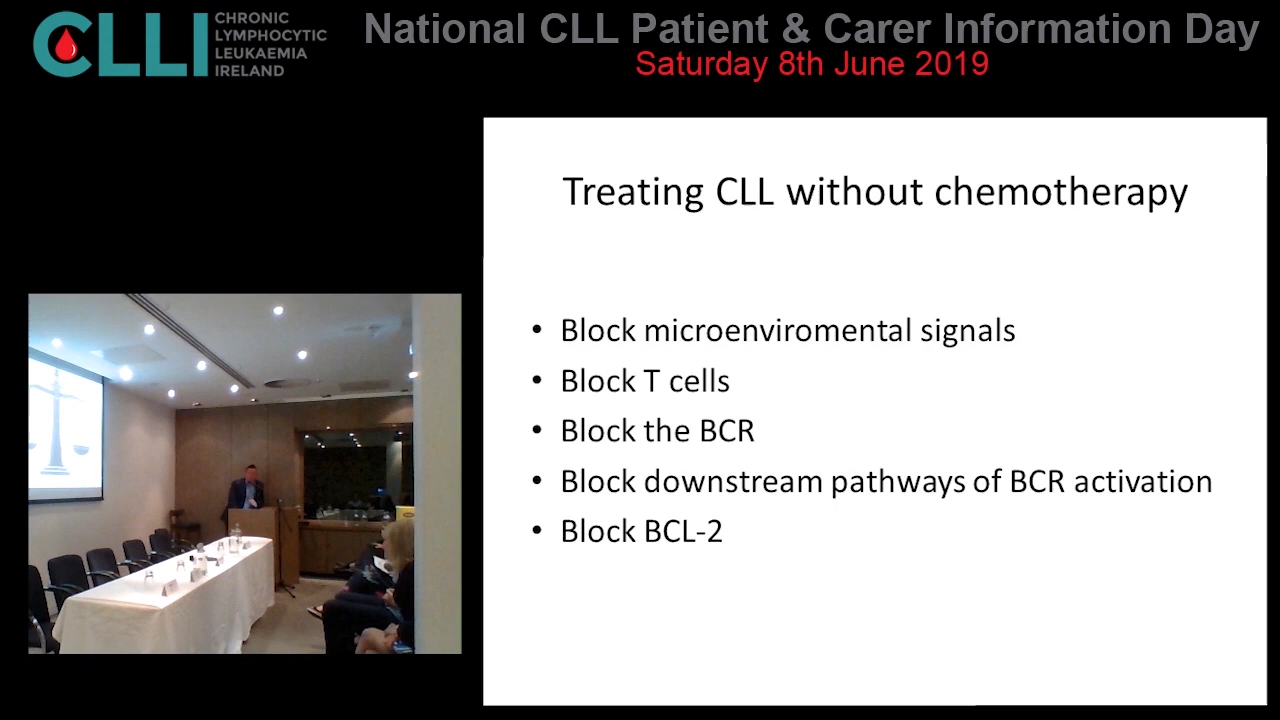 CLLI
CHRONIC
LYMPHOCYTIC
LEUKAEMIA
IRELAND
National CLL Patient & Carer Information Day
Saturday 8th June 2019
Treating CLL without chemotherapy
• Block microenviromental signals
• Block T cells
• Block the BCR
• Block downstream pathways of BCR activation
• Block BCL-2